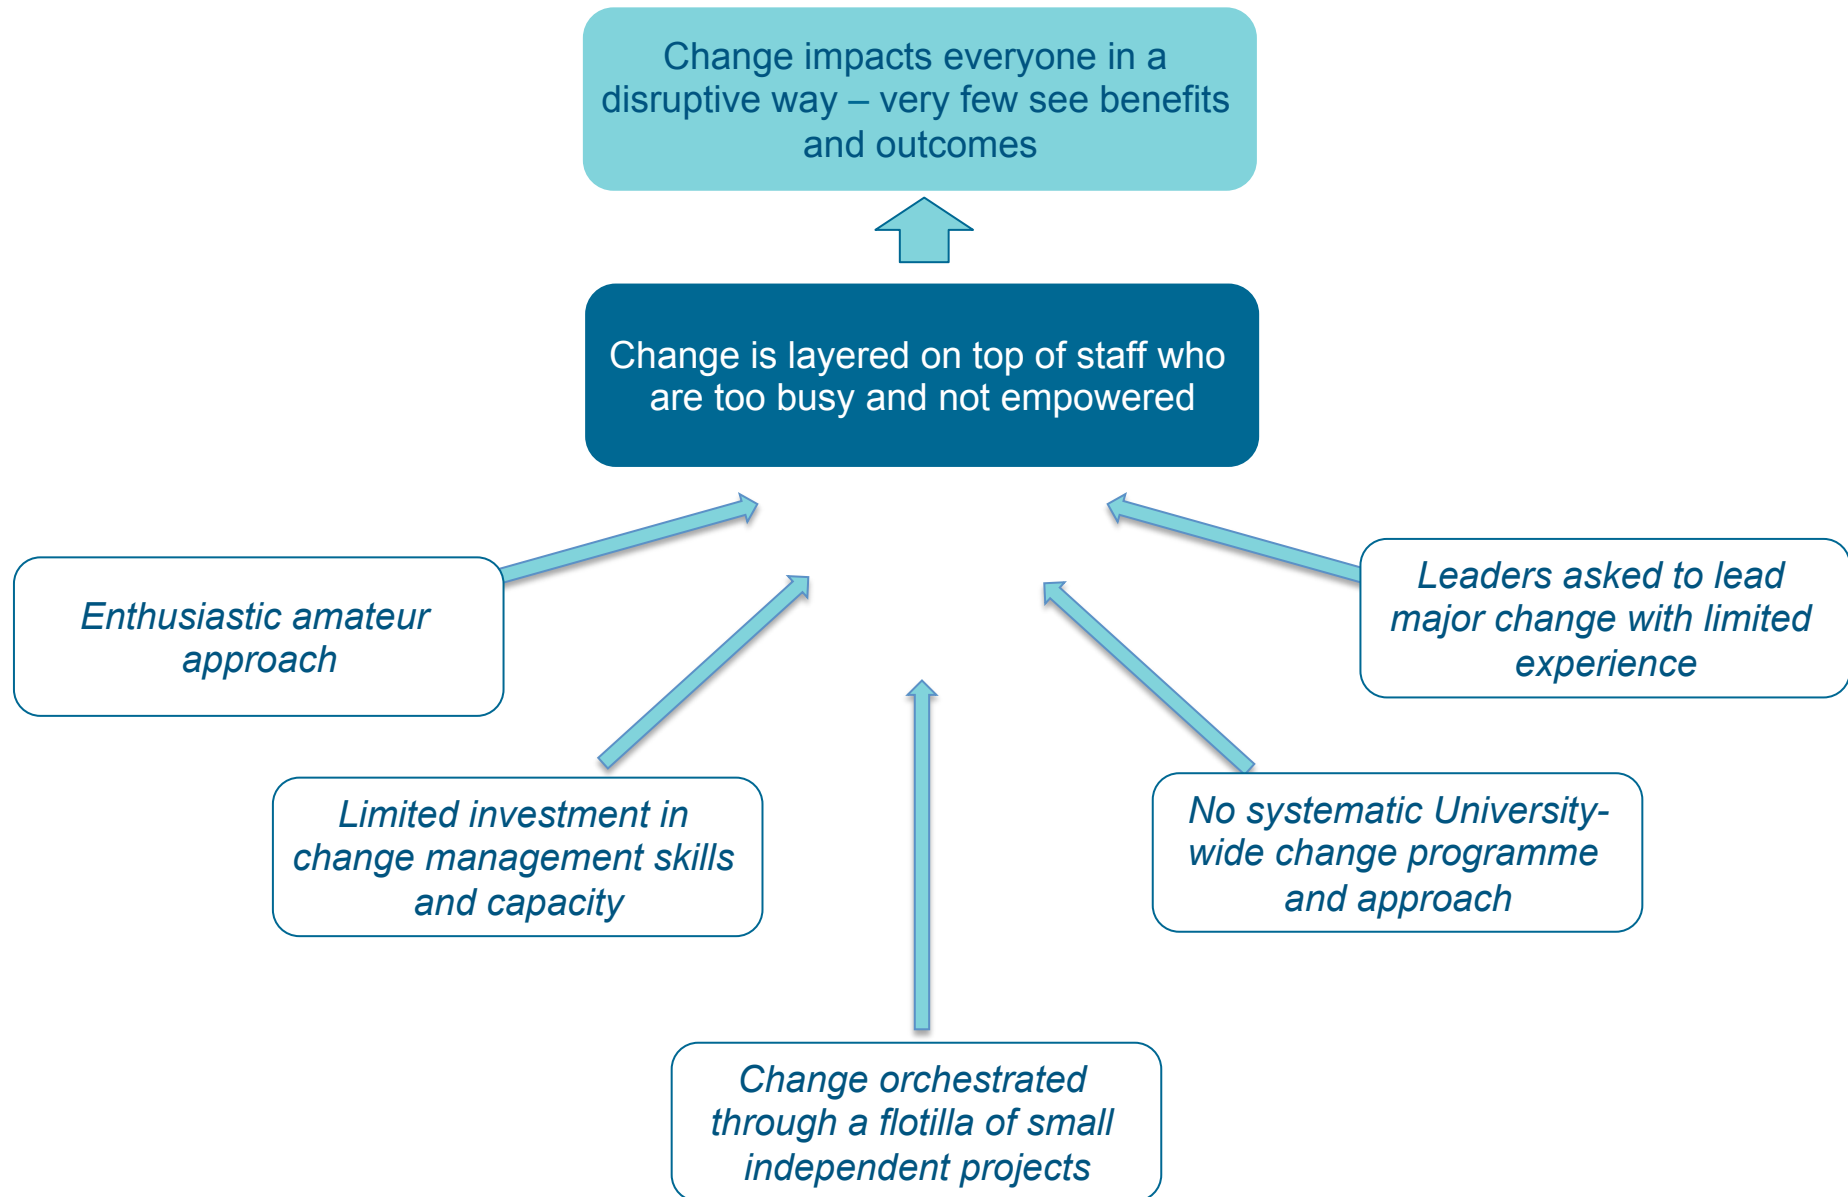 Change impacts everyone in a
disruptive way – very few see benefits
and outcomes
Change is layered on top of staff who
are too busy and not empowered
Enthusiastic amateur
approach
Leaders asked to lead
major change with limited
experience
Limited investment in
change management skills
and capacity
No systematic University-
wide change programme
and approach
Change orchestrated
through a flotilla of small
independent projects